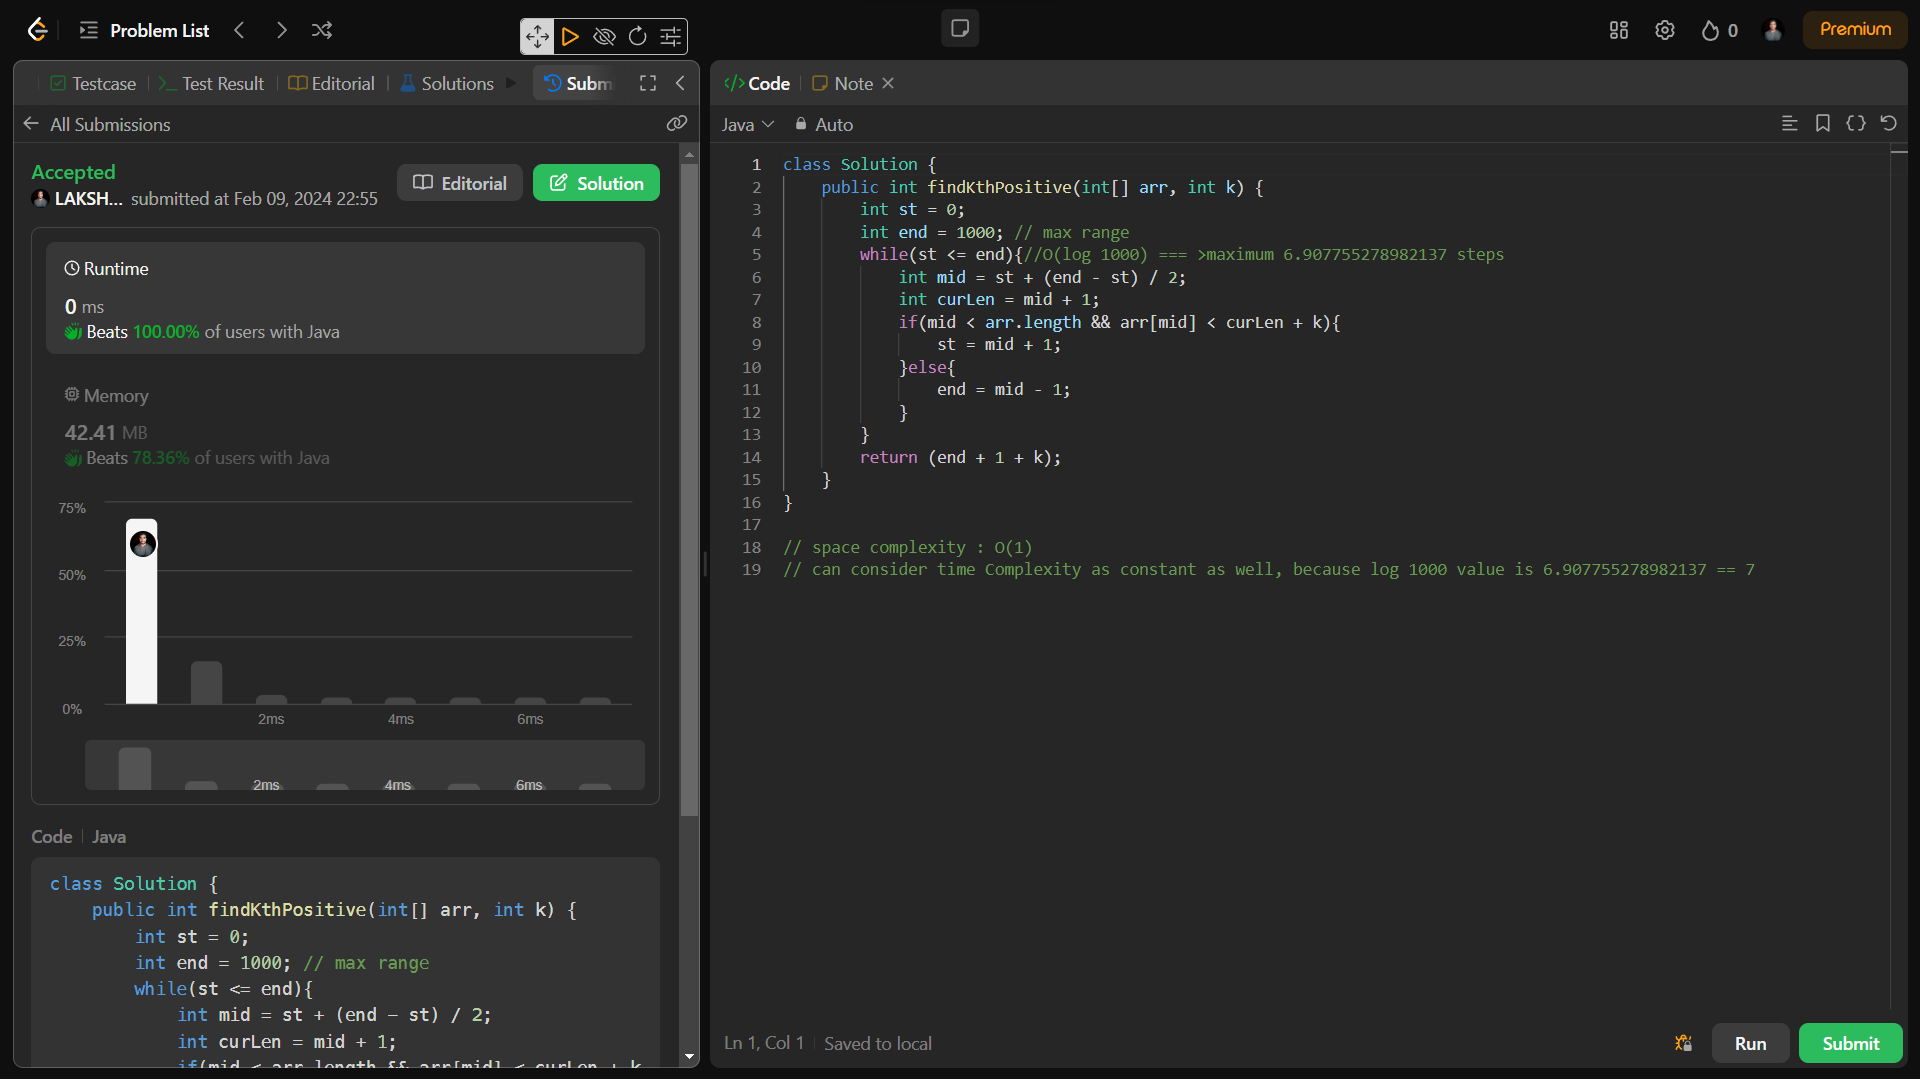 Problem List
0
Premium
Testcase
Test Result
Editorial
Solutions
Subm
All Submissions
Accepted
LAKSH... submitted at Feb 09, 2024 22:55
Editorial
Solution
Runtime
0 ms
Beats 100.00% of users with Java
Memory
42.41 MB
Beats 78.36% of users with Java
75%
50%
25%
0%
2ms 4ms 6ms
2ms 4ms 6ms
Code Java
class Solution {
public int findKthPositive(int[] arr, int k) {
int st = 0;
int end = 1000; // max range
while(st <= end){
int mid = st + (end - st) / 2;
int curLen = mid + 1;
if(mid < arr.length && arr[mid] < curLen + k
</> Code
Note
Java
Auto
1 class Solution {
2 public int findKthPositive(int[] arr, int k) {
3 int st = 0;
4 int end = 1000; // max range
5 while(st <= end){//O(log 1000) === >maximum 6.907755278982137 steps
6 int mid = st + (end - st) / 2;
7 int curLen = mid + 1;
8 if(mid < arr.length && arr[mid] < curLen + k){
9 st = mid + 1;
10 }else{
11 end = mid - 1;
12 }
13 }
14 return (end + 1 + k);
15 }
16 }
17
18 // space complexity : O(1)
19 // can consider time Complexity as constant as well, because log 1000 value is 6.907755278982137 == 7
Ln 1, Col 1 Saved to local
Run
Submit